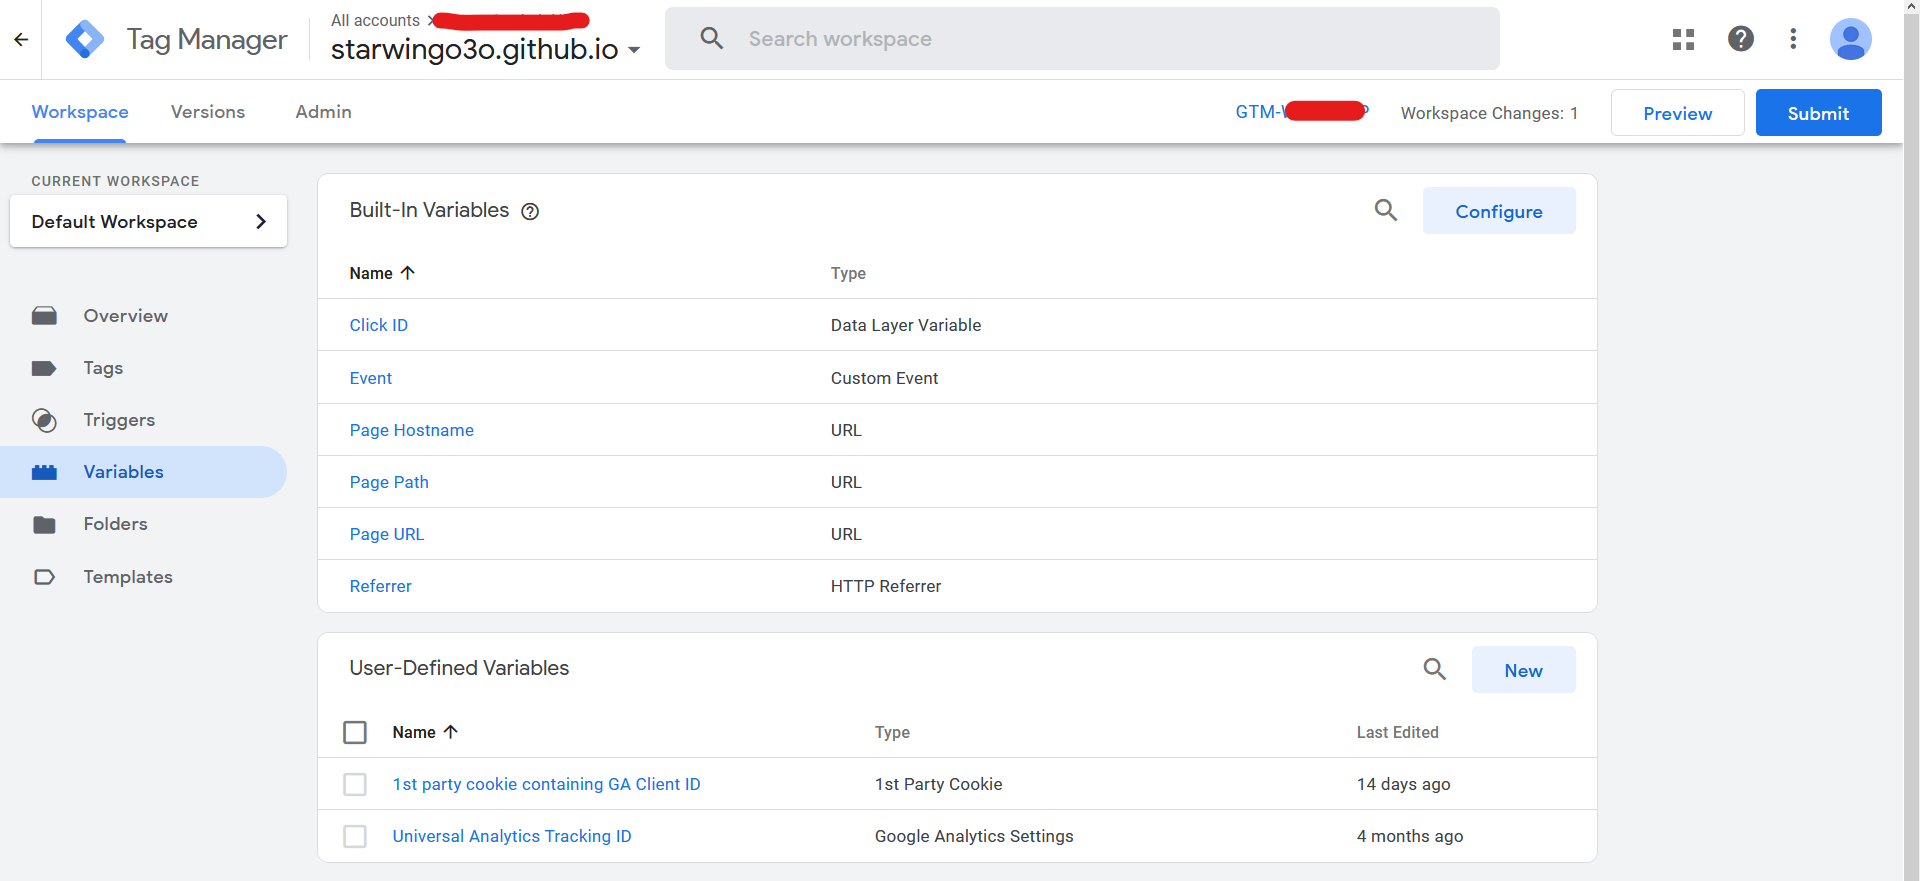 All accounts >
Tag Manager
starwingo3o.github.io
Search workspace
Workspace Versions Admin
GTM- Workspace Changes: 1 Preview Submit
CURRENT WORKSPACE
Default Workspace
Overview
Tags
Triggers
Variables
Folders
Templates
Built-In Variables
Configure
Name Type
Click ID Data Layer Variable
Event Custom Event
Page Hostname URL
Page Path URL
Page URL URL
Referrer HTTP Referrer
User-Defined Variables
New
Name Type Last Edited
1st party cookie containing GA Client ID 1st Party Cookie 14 days ago
Universal Analytics Tracking ID Google Analytics Settings 4 months ago